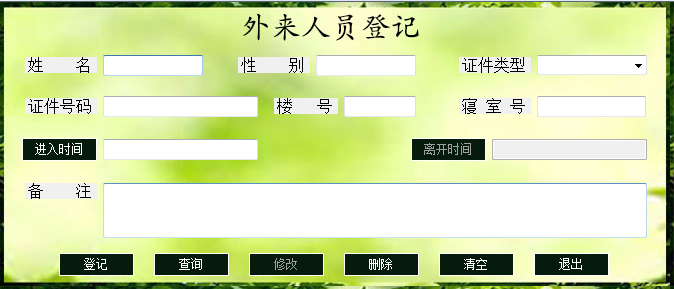 外来人员登记
姓 名 性 别 证件类型
证件号码 楼 号 寝 室 号
进入时间 离开时间
备 注
登记 查询 修改 删除 清空 退出